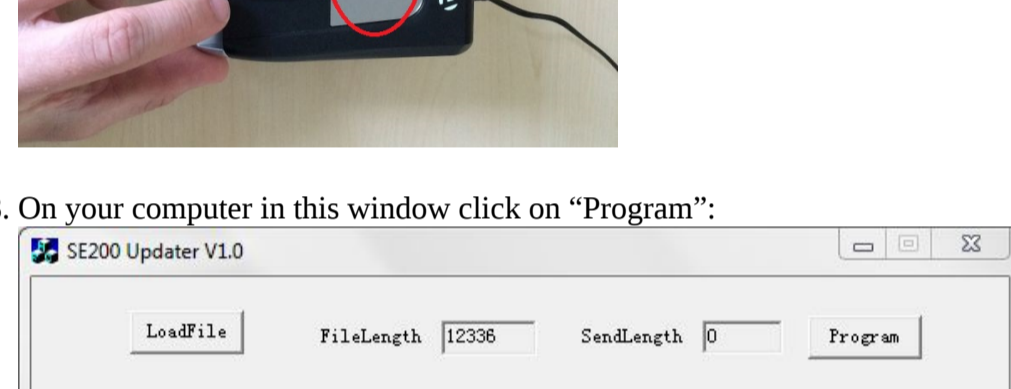 . On your computer in this window click on “Program”:
SE200 Updater V1.0
LoadFile FileLength 12336 SendLength 0 Program